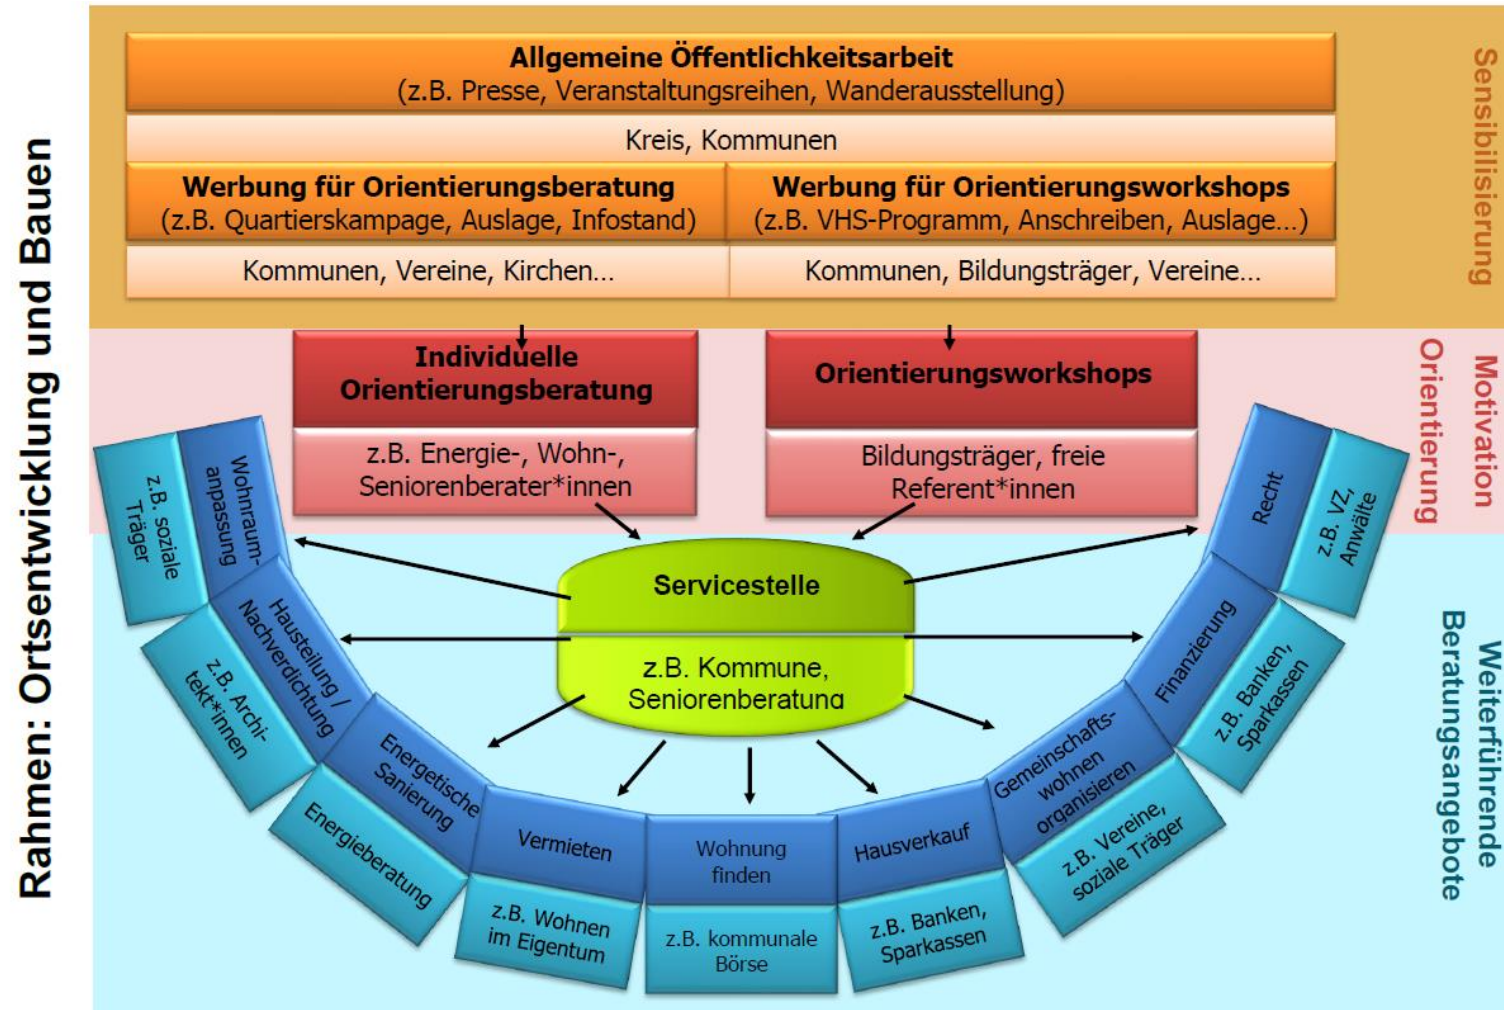 Rahmen: Ortsentwicklung und Bauen
Allgemeine Öffentlichkeitsarbeit
(z.B. Presse, Veranstaltungsreihen, Wanderausstellung)
Kreis, Kommunen
Werbung für Orientierungsberatung
(z.B. Quartierskampage, Auslage, Infostand)
Kommunen, Vereine, Kirchen...
Werbung für Orientierungsworkshops
(z.B. VHS-Programm, Anschreiben, Auslage...)
Kommunen, Bildungsträger, Vereine...
Sensibilisierung
Individuelle
Orientierungsberatung
z.B. Energie-, Wohn-,
Seniorenberater*innen
Orientierungsworkshops
Bildungsträger, freie
Referent*innen
Motivation
Orientierung
Servicestelle
z.B. Kommune,
Seniorenberatung
Wohnraum-
anpassung
z.B. soziale
Träger
Hausteilung /
Nachverdichtung
z.B. Archi-
tekt*innen
Energetische
Sanierung
Energieberatung
Vermieten
z.B. Wohnen
im Eigentum
Wohnung
finden
z.B. kommunale
Börse
Hausverkauf
z.B. Banken,
Sparkassen
Gemeinschafts-
wohnen
organisieren
z.B. Vereine,
soziale Träger
Finanzierung
z.B. Banken,
Sparkassen
Recht
z.B. VZ,
Anwälte
Weiterführende
Beratungsangebote